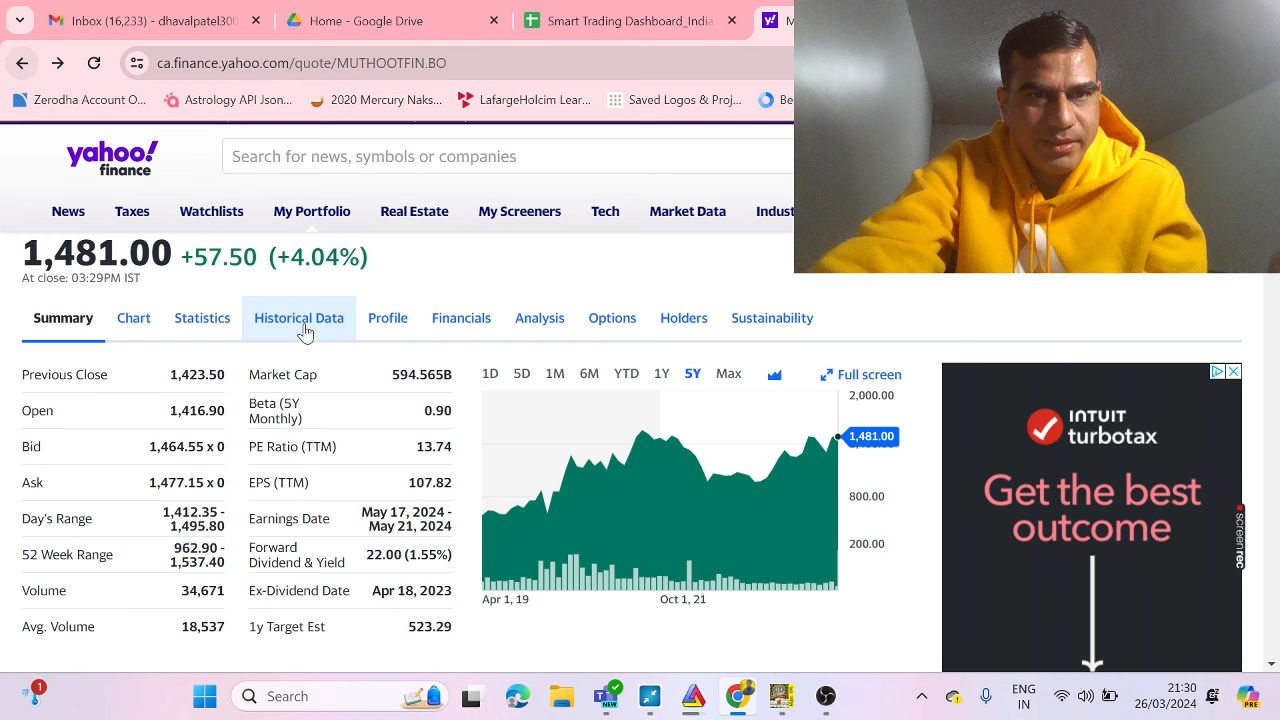 Inbox (30+)
Home - Google Drive
Untitle
ca.finance.yahoo.com/quote/MUTHOOTFIN.BO
Zerodha Account O...
Astrology API Json...
Buying Daily Naks...
LafargeHolcim Lear...
Saved Logos & Proj...
Be
yahoo!
finance
Search for news, symbols or companies
News
Taxes
Watchlists
My Portfolio
Real Estate
My Screeners
Tech
Market Data
Indust
1,481.00 +57.50 (+4.04%)
At close: 03:29PM IST
Summary
Chart
Statistics
Historical Data
Profile
Financials
Analysis
Options
Holders
Sustainability
Previous Close 1,423.50
Open 1,416.90
Bid 1,464.55 x 0
Ask 1,477.15 x 0
Day's Range 1,412.35 -
1,495.80
52 Week Range 962.90 -
1,537.40
Volume 34,671
Avg. Volume 18,537
Market Cap 594.565B
Beta (5Y
Monthly) 0.90
PE Ratio (TTM) 13.74
EPS (TTM) 107.82
Earnings Date May 17, 2024 -
May 21, 2024
Forward
Dividend & Yield 22.00 (1.55%)
Ex-Dividend Date Apr 18, 2023
1y Target Est 523.29
1D 5D 1M 6M YTD 1Y 5Y Max
Full screen
2,000.00
1,481.00
800.00
200.00
Apr 1, 19
Oct 1, 21
INTUIT
turbotax
Get the best
outcome
screenrec
1
Search
NEW
ENG
IN
21:30
26/03/2024
PRE